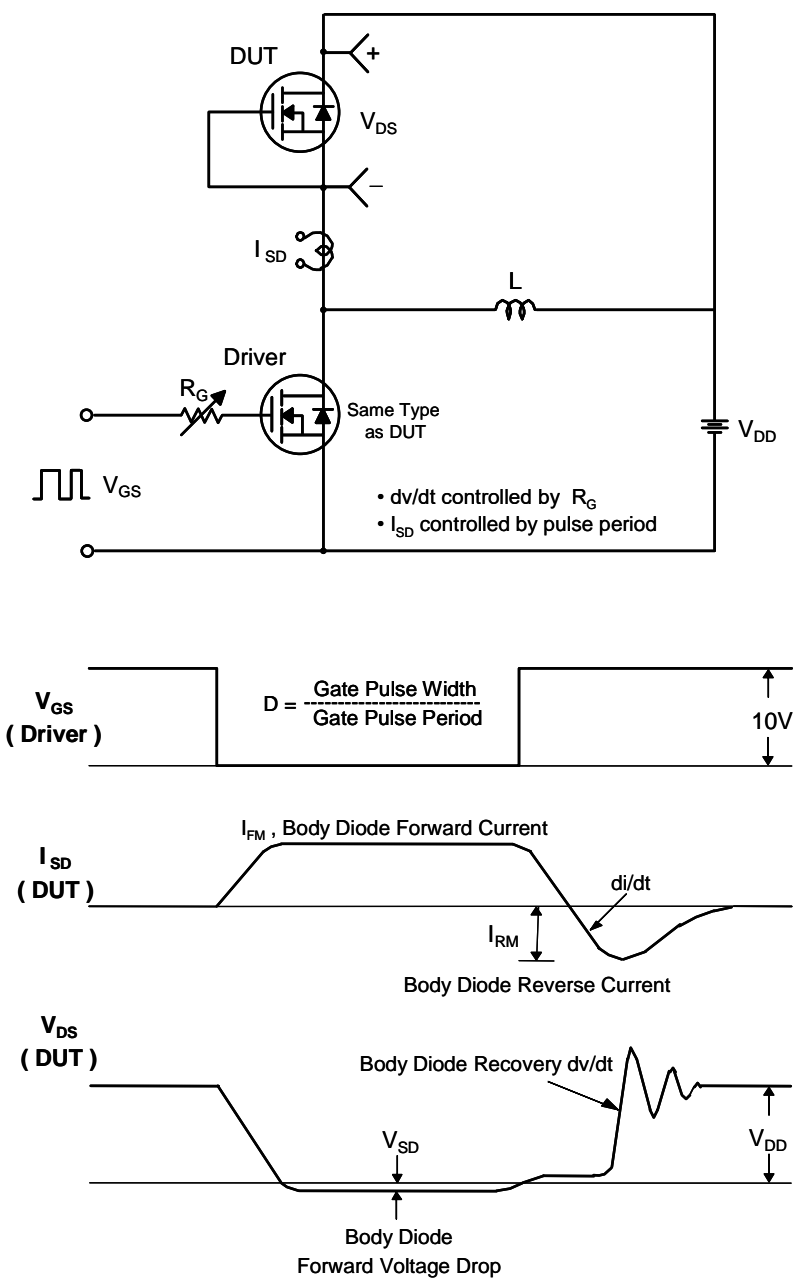 DUT
+
V_DS
−
I_SD
L
Driver
R_G
Same Type
as DUT
V_DD
V_GS
• dv/dt controlled by R_G
• I_SD controlled by pulse period
V_GS
( Driver )
D = Gate Pulse Width
Gate Pulse Period
10V
I_FM , Body Diode Forward Current
I_SD
( DUT )
di/dt
I_RM
Body Diode Reverse Current
V_DS
( DUT )
Body Diode Recovery dv/dt
V_SD
V_DD
Body Diode
Forward Voltage Drop